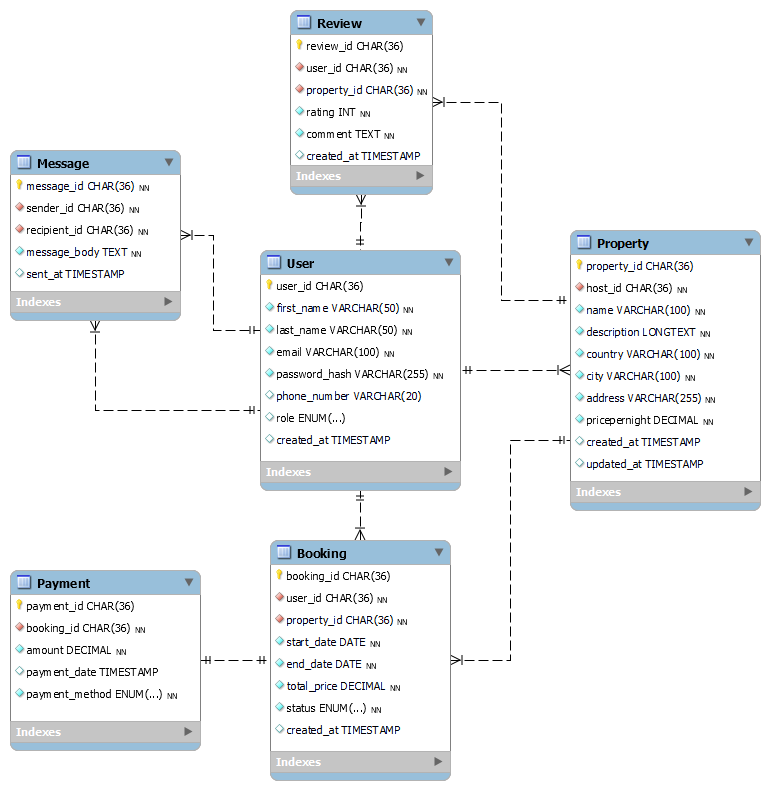 Review
review_id CHAR(36)
user_id CHAR(36) NN
property_id CHAR(36) NN
rating INT NN
comment TEXT NN
created_at TIMESTAMP
Indexes
Message
message_id CHAR(36) NN
sender_id CHAR(36) NN
recipient_id CHAR(36) NN
message_body TEXT NN
sent_at TIMESTAMP
Indexes
User
user_id CHAR(36)
first_name VARCHAR(50) NN
last_name VARCHAR(50) NN
email VARCHAR(100) NN
password_hash VARCHAR(255) NN
phone_number VARCHAR(20)
role ENUM(...)
created_at TIMESTAMP
Indexes
Property
property_id CHAR(36)
host_id CHAR(36) NN
name VARCHAR(100) NN
description LONGTEXT NN
country VARCHAR(100) NN
city VARCHAR(100) NN
address VARCHAR(255) NN
pricepernight DECIMAL NN
created_at TIMESTAMP
updated_at TIMESTAMP
Indexes
Payment
payment_id CHAR(36)
booking_id CHAR(36) NN
amount DECIMAL NN
payment_date TIMESTAMP
payment_method ENUM(...) NN
Indexes
Booking
booking_id CHAR(36)
user_id CHAR(36) NN
property_id CHAR(36) NN
start_date DATE NN
end_date DATE NN
total_price DECIMAL NN
status ENUM(...) NN
created_at TIMESTAMP
Indexes